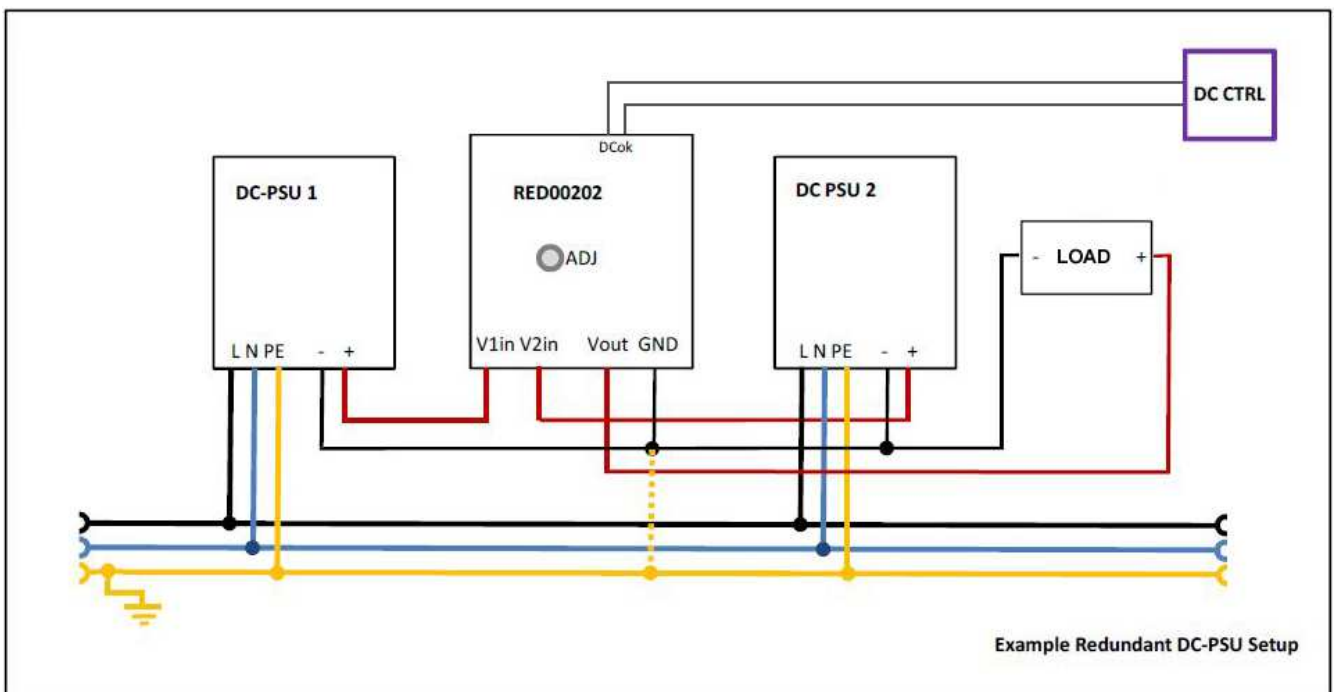 DC CTRL
DCok
DC-PSU 1
RED00202
DC PSU 2
ADJ
- LOAD +
V1in V2in Vout GND
L N PE - +
L N PE - +
Example Redundant DC-PSU Setup